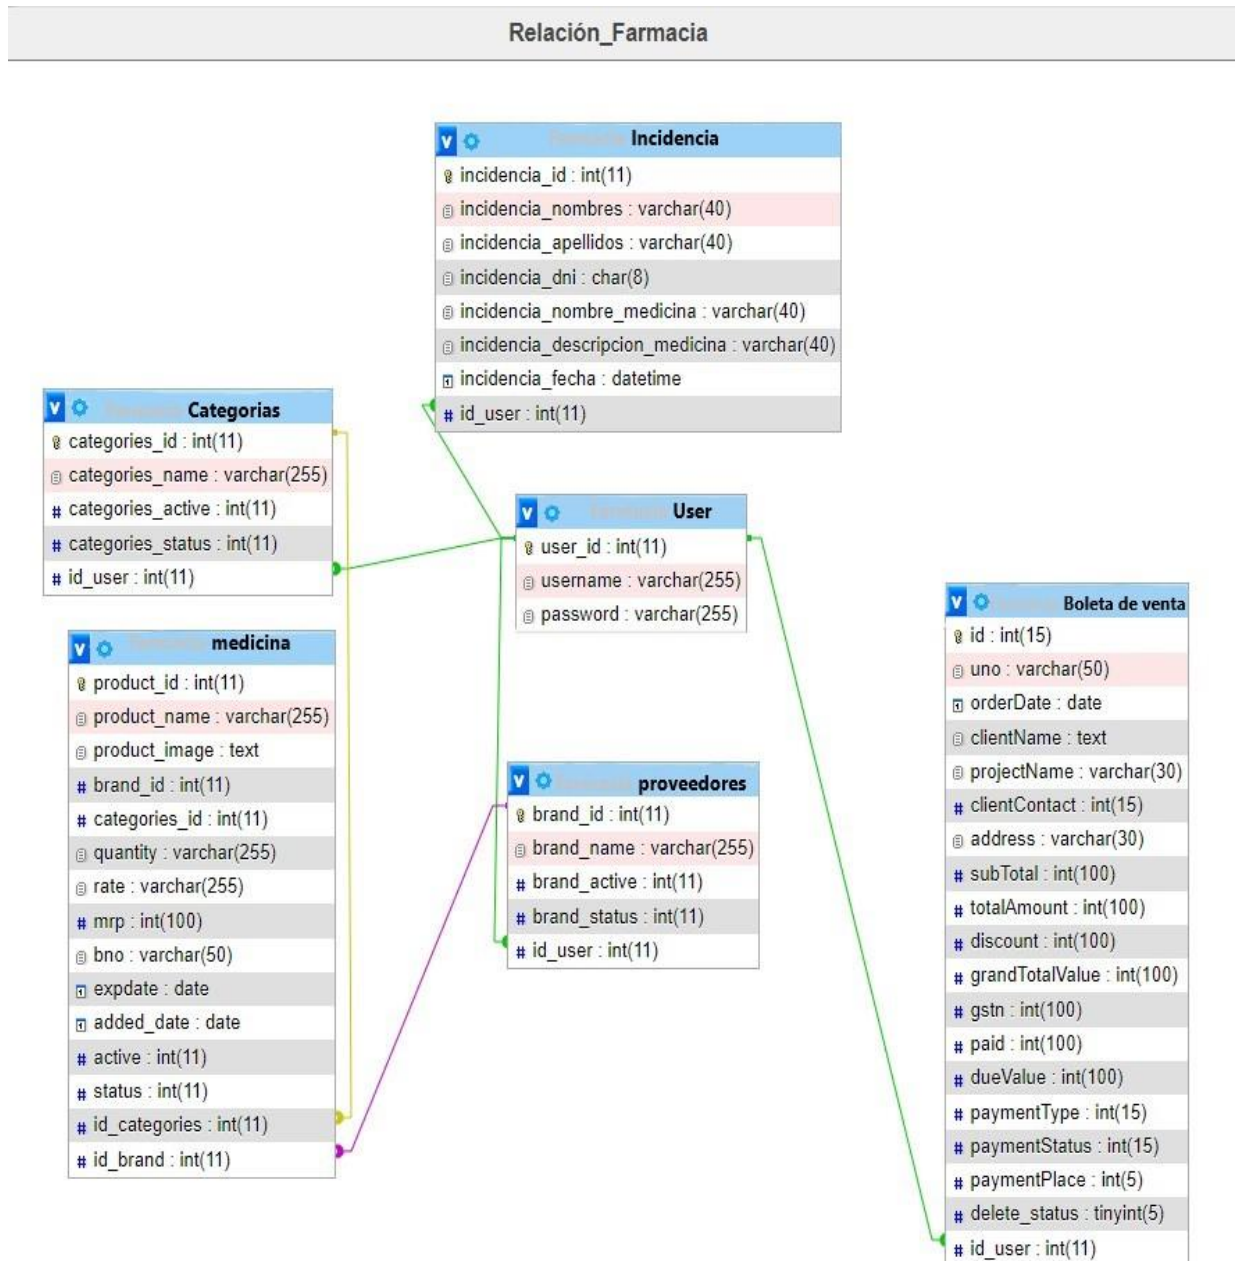 Relación_Farmacia
Incidencia
incidencia_id : int(11)
incidencia_nombres : varchar(40)
incidencia_apellidos : varchar(40)
incidencia_dni : char(8)
incidencia_nombre_medicina : varchar(40)
incidencia_descripcion_medicina : varchar(40)
incidencia_fecha : datetime
# id_user : int(11)
Categorias
categories_id : int(11)
categories_name : varchar(255)
# categories_active : int(11)
# categories_status : int(11)
# id_user : int(11)
User
user_id : int(11)
username : varchar(255)
password : varchar(255)
medicina
product_id : int(11)
product_name : varchar(255)
product_image : text
# brand_id : int(11)
# categories_id : int(11)
quantity : varchar(255)
rate : varchar(255)
# mrp : int(100)
bno : varchar(50)
expdate : date
added_date : date
# active : int(11)
# status : int(11)
# id_categories : int(11)
# id_brand : int(11)
proveedores
brand_id : int(11)
brand_name : varchar(255)
# brand_active : int(11)
# brand_status : int(11)
# id_user : int(11)
Boleta de venta
id : int(15)
uno : varchar(50)
orderDate : date
clientName : text
projectName : varchar(30)
# clientContact : int(15)
address : varchar(30)
# subTotal : int(100)
# totalAmount : int(100)
# discount : int(100)
# grandTotalValue : int(100)
# gstn : int(100)
# paid : int(100)
# dueValue : int(100)
# paymentType : int(15)
# paymentStatus : int(15)
# paymentPlace : int(5)
# delete_status : tinyint(5)
# id_user : int(11)